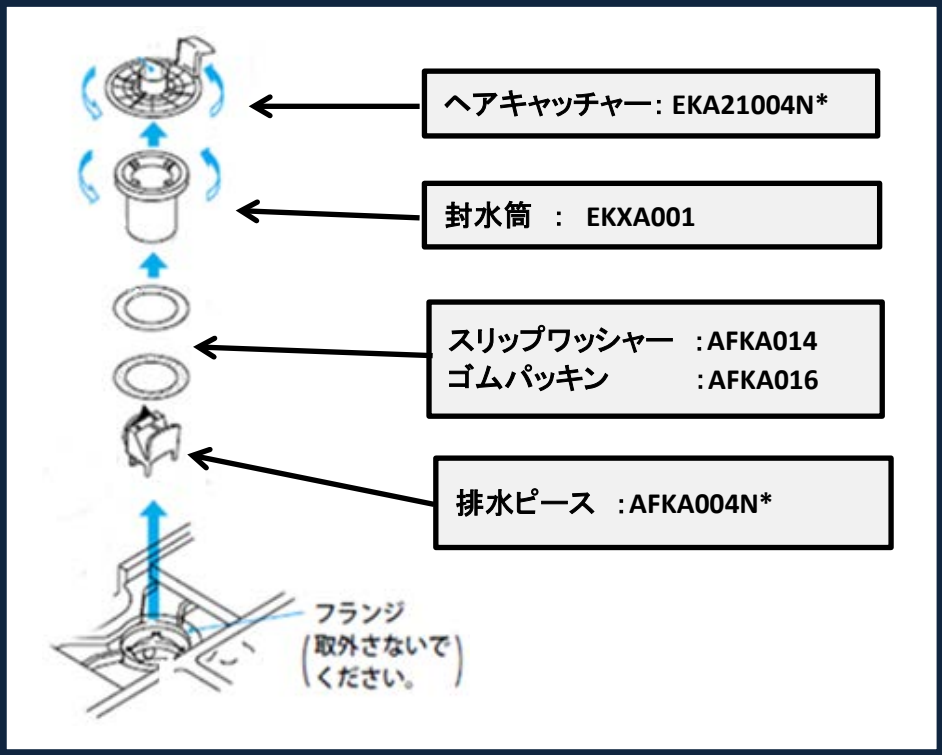 ヘアキャッチャー: EKA21004N*
封水筒 : EKXA001
スリップワッシャー :AFKA014
ゴムパッキン :AFKA016
排水ピース :AFKA004N*
フランジ
(取外さないで
ください。)